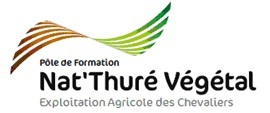 Pôle de Formation
Nat'Thuré Végétal
Exploitation Agricole des Chevaliers